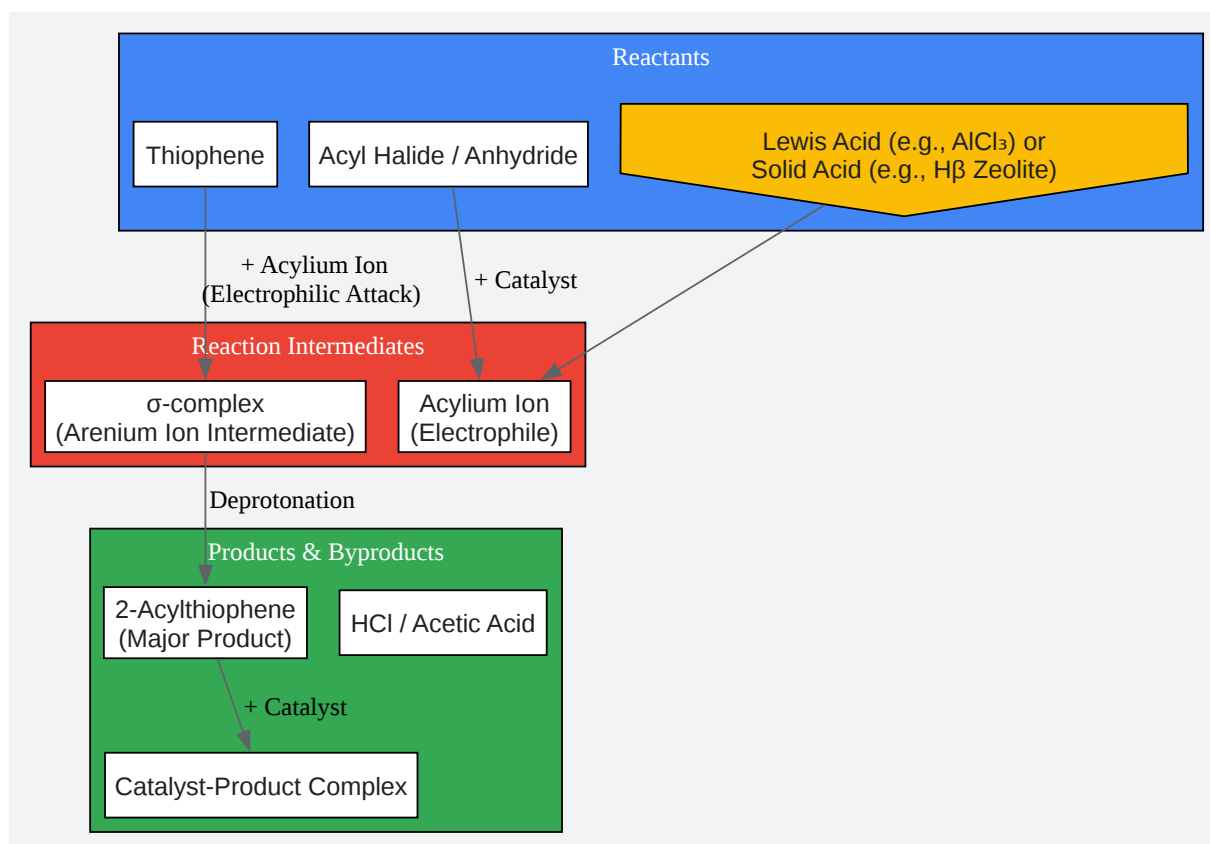 Reactants
Thiophene
Acyl Halide / Anhydride
Lewis Acid (e.g., AlCl₃) or
Solid Acid (e.g., Hβ Zeolite)
+ Acylium Ion
(Electrophilic Attack)
+ Catalyst
Reaction Intermediates
σ-complex
(Arenium Ion Intermediate)
Acylium Ion
(Electrophile)
Deprotonation
Products & Byproducts
2-Acylthiophene
(Major Product)
HCl / Acetic Acid
+ Catalyst
Catalyst-Product Complex